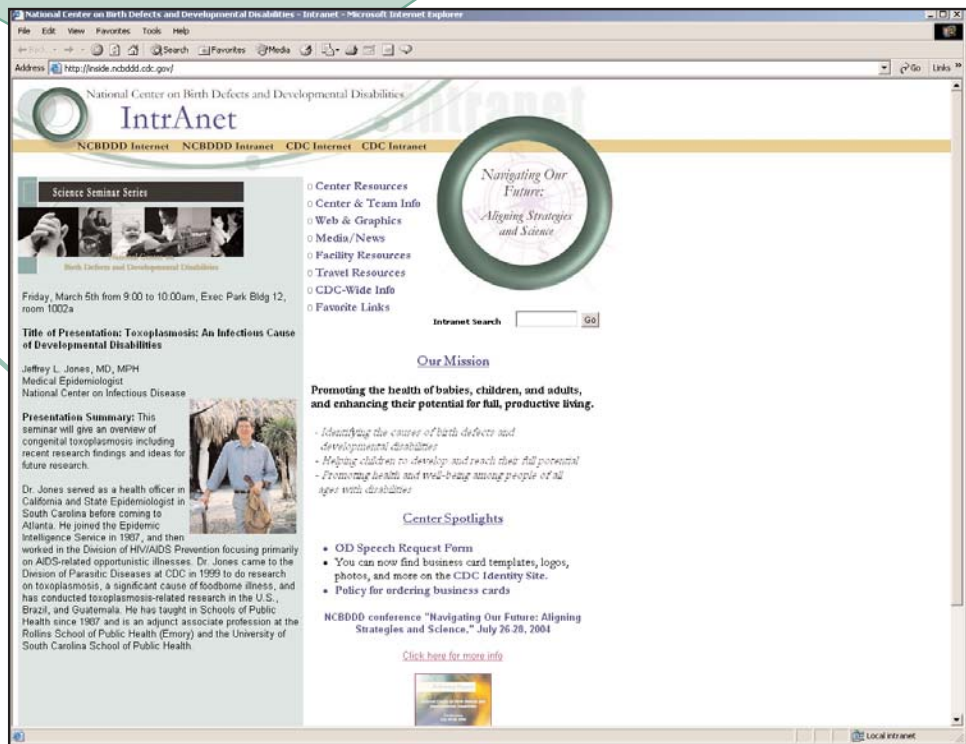 National Center on Birth Defects and Developmental Disabilities - Intranet - Microsoft Internet Explorer
File Edit View Favorites Tools Help
Back Search Favorites Media
Address http://inside.ncbddd.cdc.gov/ Go Links »
National Center on Birth Defects and Developmental Disabilities
.intranet
IntrAnet
NCBDDD Internet NCBDDD Intranet CDC Internet CDC Intranet
Science Seminar Series
National Center on
Birth Defects and Developmental Disabilities
Friday, March 5th from 9:00 to 10:00am, Exec Park Bldg 12,
room 1002a
Title of Presentation: Toxoplasmosis: An Infectious Cause
of Developmental Disabilities
Jeffrey L. Jones, MD, MPH
Medical Epidemiologist
National Center on Infectious Disease
Presentation Summary: This
seminar will give an overview of
congenital toxoplasmosis including
recent research findings and ideas for
future research.
Dr. Jones served as a health officer in
California and State Epidemiologist in
South Carolina before coming to
Atlanta. He joined the Epidemic
Intelligence Service in 1987, and then
worked in the Division of HIV/AIDS Prevention focusing primarily
on AIDS-related opportunistic illnesses. Dr. Jones came to the
Division of Parasitic Diseases at CDC in 1999 to do research
on toxoplasmosis, a significant cause of foodborne illness, and
has conducted toxoplasmosis-related research in the U.S.,
Brazil, and Guatemala. He has taught in Schools of Public
Health since 1987 and is an adjunct associate profession at the
Rollins School of Public Health (Emory) and the University of
South Carolina School of Public Health.
Center Resources
Center & Team Info
Web & Graphics
Media/News
Facility Resources
Travel Resources
CDC-Wide Info
Favorite Links
Navigating Our
Future:
Aligning Strategies
and Science
Intranet Search Go
Our Mission
Promoting the health of babies, children, and adults,
and enhancing their potential for full, productive living.
- Identifying the causes of birth defects and
developmental disabilities
- Helping children to develop and reach their full potential
- Promoting health and well-being among people of all
ages with disabilities
Center Spotlights
• OD Speech Request Form
• You can now find business card templates, logos,
photos, and more on the CDC Identity Site.
• Policy for ordering business cards
NCBDDD conference "Navigating Our Future: Aligning
Strategies and Science," July 26-28, 2004
Click here for more info
Local intranet